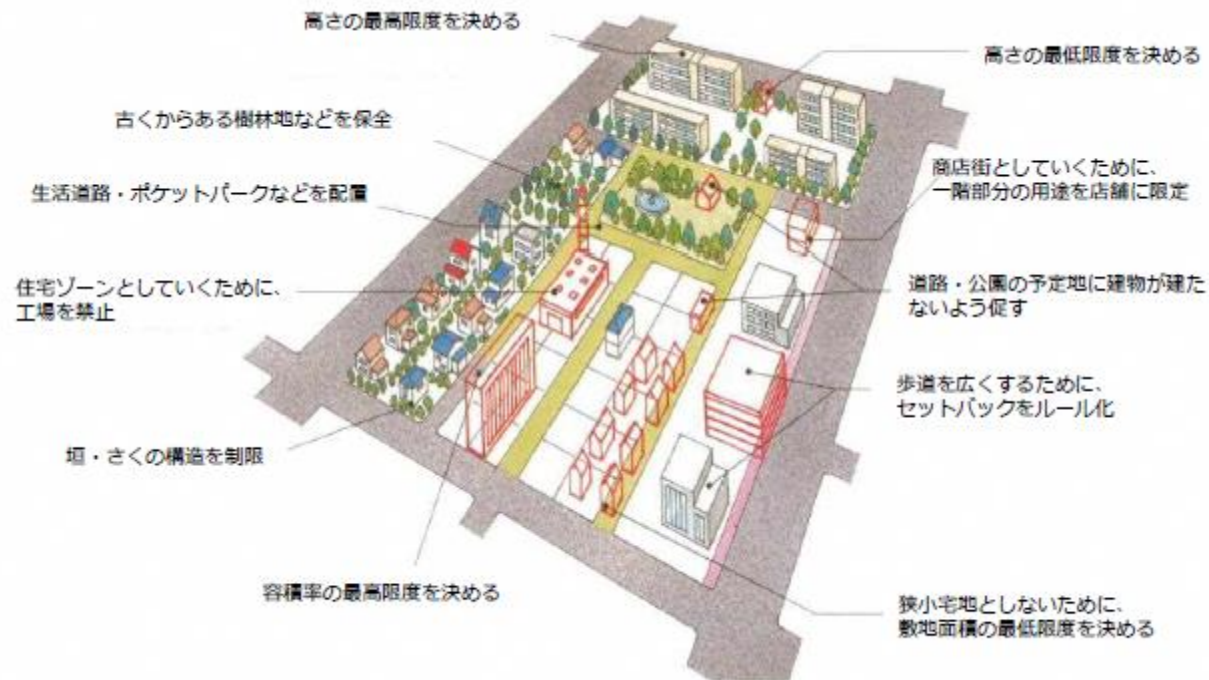 高さの最高限度を決める
高さの最低限度を決める
古くからある樹林地などを保全
商店街としていくために、
一階部分の用途を店舗に限定
生活道路・ポケットパークなどを配置
道路・公園の予定地に建物が建た
ないよう促す
住宅ゾーンとしていくために、
工場を禁止
歩道を広くするために、
セットバックをルール化
垣・さくの構造を制限
容積率の最高限度を決める
狭小宅地としないために、
敷地面積の最低限度を決める